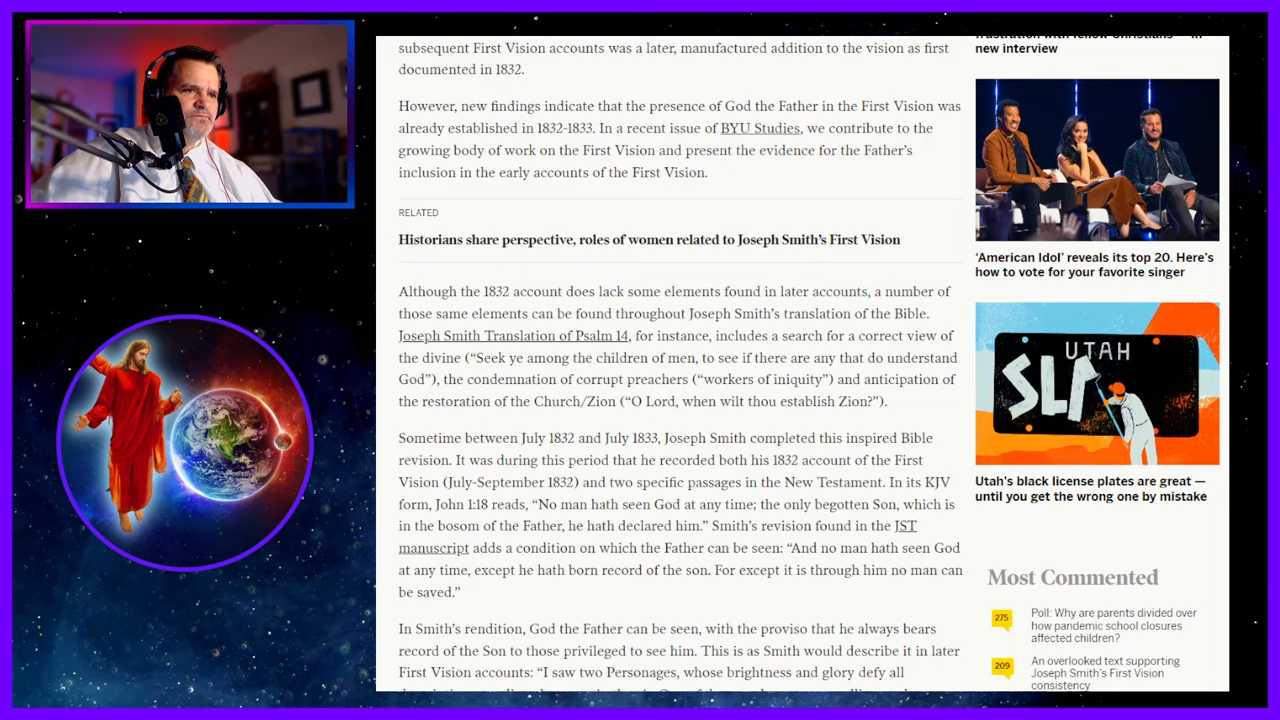 subsequent First Vision accounts was a later, manufactured addition to the vision as first
documented in 1832.
However, new findings indicate that the presence of God the Father in the First Vision was
already established in 1832-1833. In a recent issue of BYU Studies, we contribute to the
growing body of work on the First Vision and present the evidence for the Father's
inclusion in the early accounts of the First Vision.
RELATED
Historians share perspective, roles of women related to Joseph Smith's First Vision
Although the 1832 account does lack some elements found in later accounts, a number of
those same elements can be found throughout Joseph Smith's translation of the Bible.
Joseph Smith Translation of Psalm 14, for instance, includes a search for a correct view of
the divine (“Seek ye among the children of men, to see if there are any that do understand
God”), the condemnation of corrupt preachers (“workers of iniquity”) and anticipation of
the restoration of the Church/Zion (“O Lord, when wilt thou establish Zion?”).
Sometime between July 1832 and July 1833, Joseph Smith completed this inspired Bible
revision. It was during this period that he recorded both his 1832 account of the First
Vision (July-September 1832) and two specific passages in the New Testament. In its KJV
form, John 1:18 reads, “No man hath seen God at any time; the only begotten Son, which is
in the bosom of the Father, he hath declared him.” Smith's revision found in the JST
manuscript adds a condition on which the Father can be seen: “And no man hath seen God
at any time, except he hath born record of the son. For except it is through him no man can
be saved.”
In Smith's rendition, God the Father can be seen, with the proviso that he always bears
record of the Son to those privileged to see him. This is as Smith would describe it in later
First Vision accounts: “I saw two Personages, whose brightness and glory defy all
frustration with fellow Christians — in
new interview
‘American Idol’ reveals its top 20. Here's
how to vote for your favorite singer
UTAH
SL
Utah's black license plates are great —
until you get the wrong one by mistake
Most Commented
275
Poll: Why are parents divided over
how pandemic school closures
affected children?
209
An overlooked text supporting
Joseph Smith's First Vision
consistency